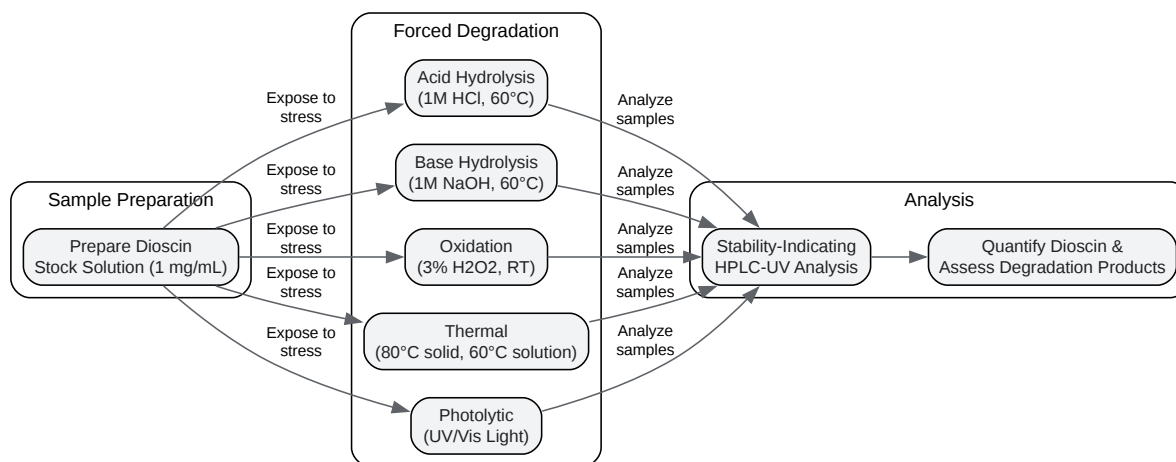 Forced Degradation
Acid Hydrolysis
(1M HCl, 60°C)
Expose to
stress
Analyze
samples
Base Hydrolysis
(1M NaOH, 60°C)
Expose to
stress
Analyze
samples
Sample Preparation
Analysis
Prepare Dioscin
Stock Solution (1 mg/mL)
Expose to
stress
Oxidation
(3% H2O2, RT)
Analyze
samples
Stability-Indicating
HPLC-UV Analysis
Quantify Dioscin &
Assess Degradation Products
Expose to
stress
Analyze
samples
Thermal
(80°C solid, 60°C solution)
Expose to
stress
Analyze
samples
Photolytic
(UV/Vis Light)